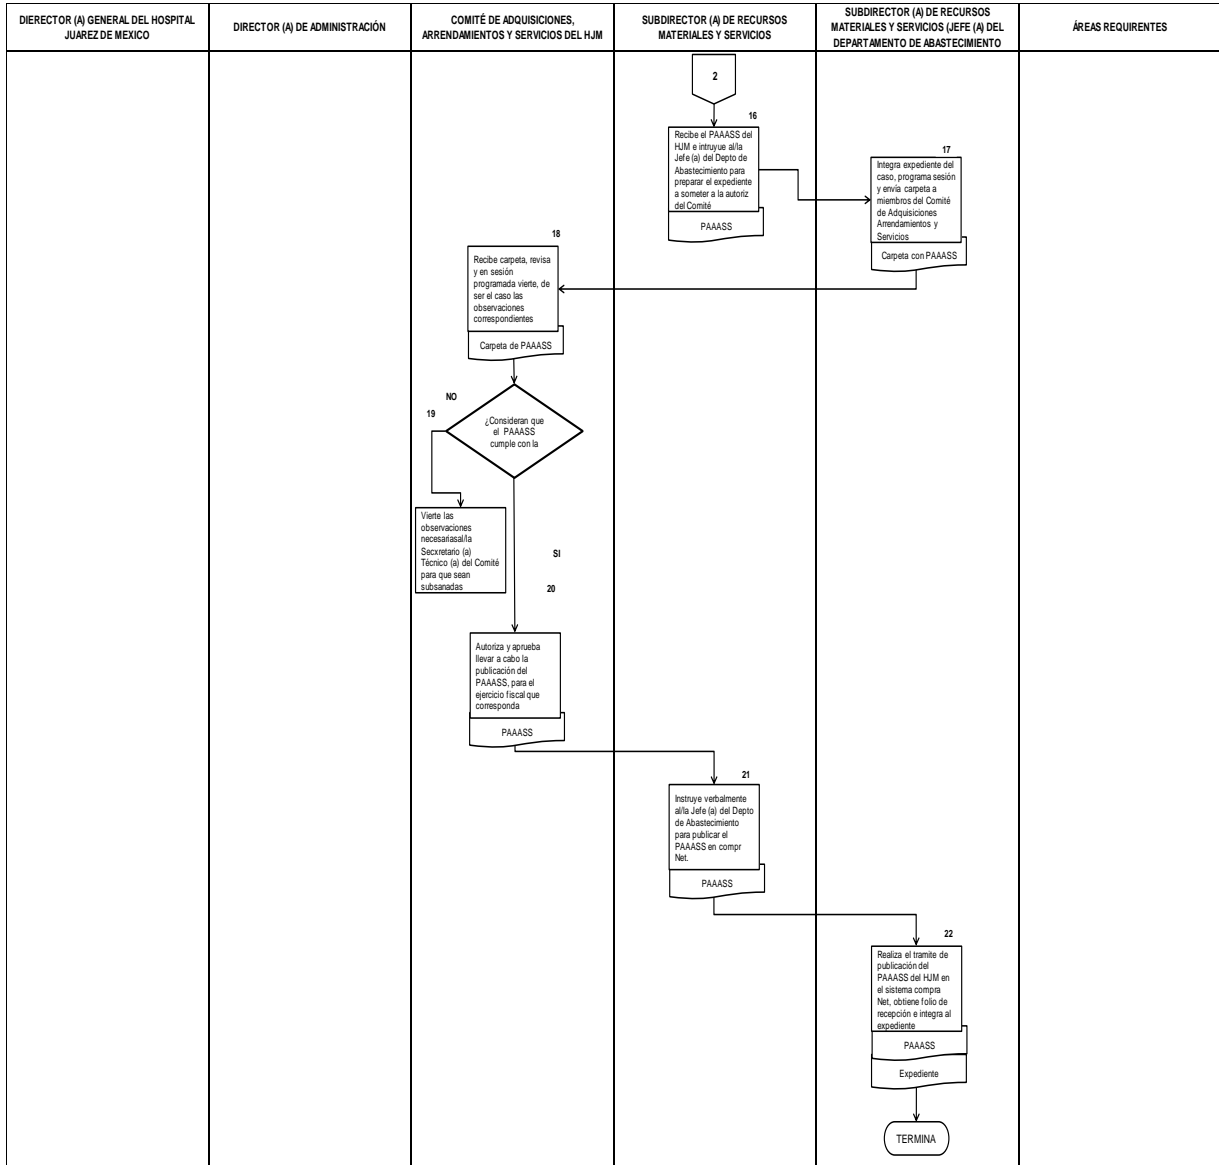 DIERECTOR (A) GENERAL DEL HOSPITAL
JUAREZ DE MEXICO
DIRECTOR (A) DE ADMINISTRACIÓN
COMITÉ DE ADQUISICIONES,
ARRENDAMIENTOS Y SERVICIOS DEL HJM
SUBDIRECTOR (A) DE RECURSOS
MATERIALES Y SERVICIOS
SUBDIRECTOR (A) DE RECURSOS
MATERIALES Y SERVICIOS (JEFE (A) DEL
DEPARTAMENTO DE ABASTECIMIENTO
ÁREAS REQUIRENTES
2
16
Recibe el PAAASS del
HJM e intruyue al/la
Jefe (a) del Depto de
Abastecimiento para
preparar el expediente
a someter a la autoriz
del Comité
PAAASS
17
Integra expediente del
caso, programa sesión
y envía carpeta a
miembros del Comité
de Adquisiciones
Arrendamientos y
Servicios
Carpeta con PAAASS
18
Recibe carpeta, revisa
y en sesión
programada vierte, de
ser el caso las
observaciones
correspondientes
Carpeta de PAAASS
NO
19
¿Consideran que
el PAAASS
cumple con la
Vierte las
observaciones
necesariasal/la
Secxretario (a)
Técnico (a) del Comité
para que sean
subsanadas
SI
20
Autoriza y aprueba
llevar a cabo la
publicación del
PAAASS, para el
ejercicio fiscal que
corresponda
PAAASS
21
Instruye verbalmente
al/la Jefe (a) del Depto
de Abastecimiento
para publicar el
PAAASS en compr
Net.
PAAASS
22
Realiza el tramite de
publicación del
PAAASS del HJM en
el sistema compra
Net, obtiene folio de
recepción e integra al
expediente
PAAASS
Expediente
TERMINA